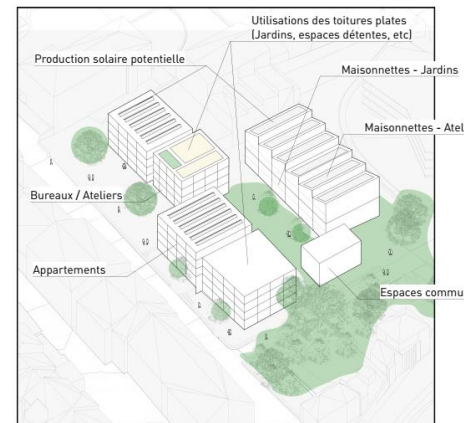 Utilisations des toitures plates
(Jardins, espaces détentes, etc)
Production solaire potentielle
Maisonnettes - Jardins
Maisonnettes - Atel
Bureaux / Ateliers
Appartements
Espaces commu